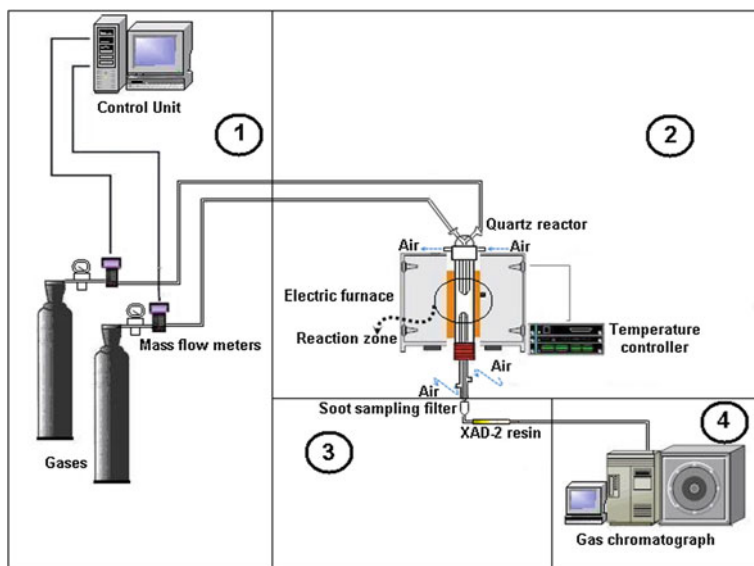 Control Unit
1
2
Quartz reactor
Air
Air
Electric furnace
Reaction zone
Mass flow meters
Temperature
controller
Air
Air
Soot sampling filter
XAD-2 resin
3
4
Gases
Gas chromatograph